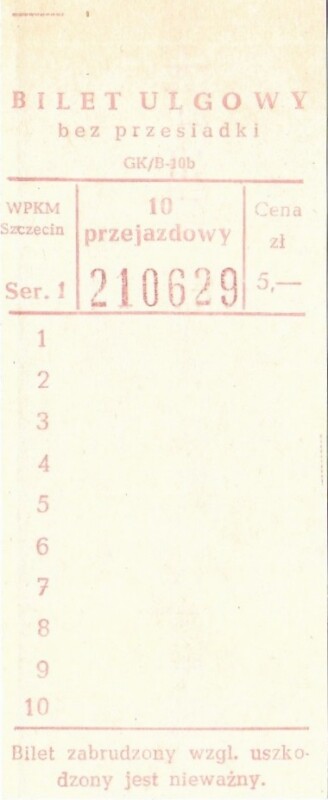 BILET ULGOWY
bez przesiadki
GK/B-10b
WPKM
Szczecin
Ser. 1
10
przejazdowy
210629
Cena
zł
5,—
1
2
3
4
5
6
7
8
9
10
Bilet zabrudzony wzgl. uszko-
dzony jest nieważny.